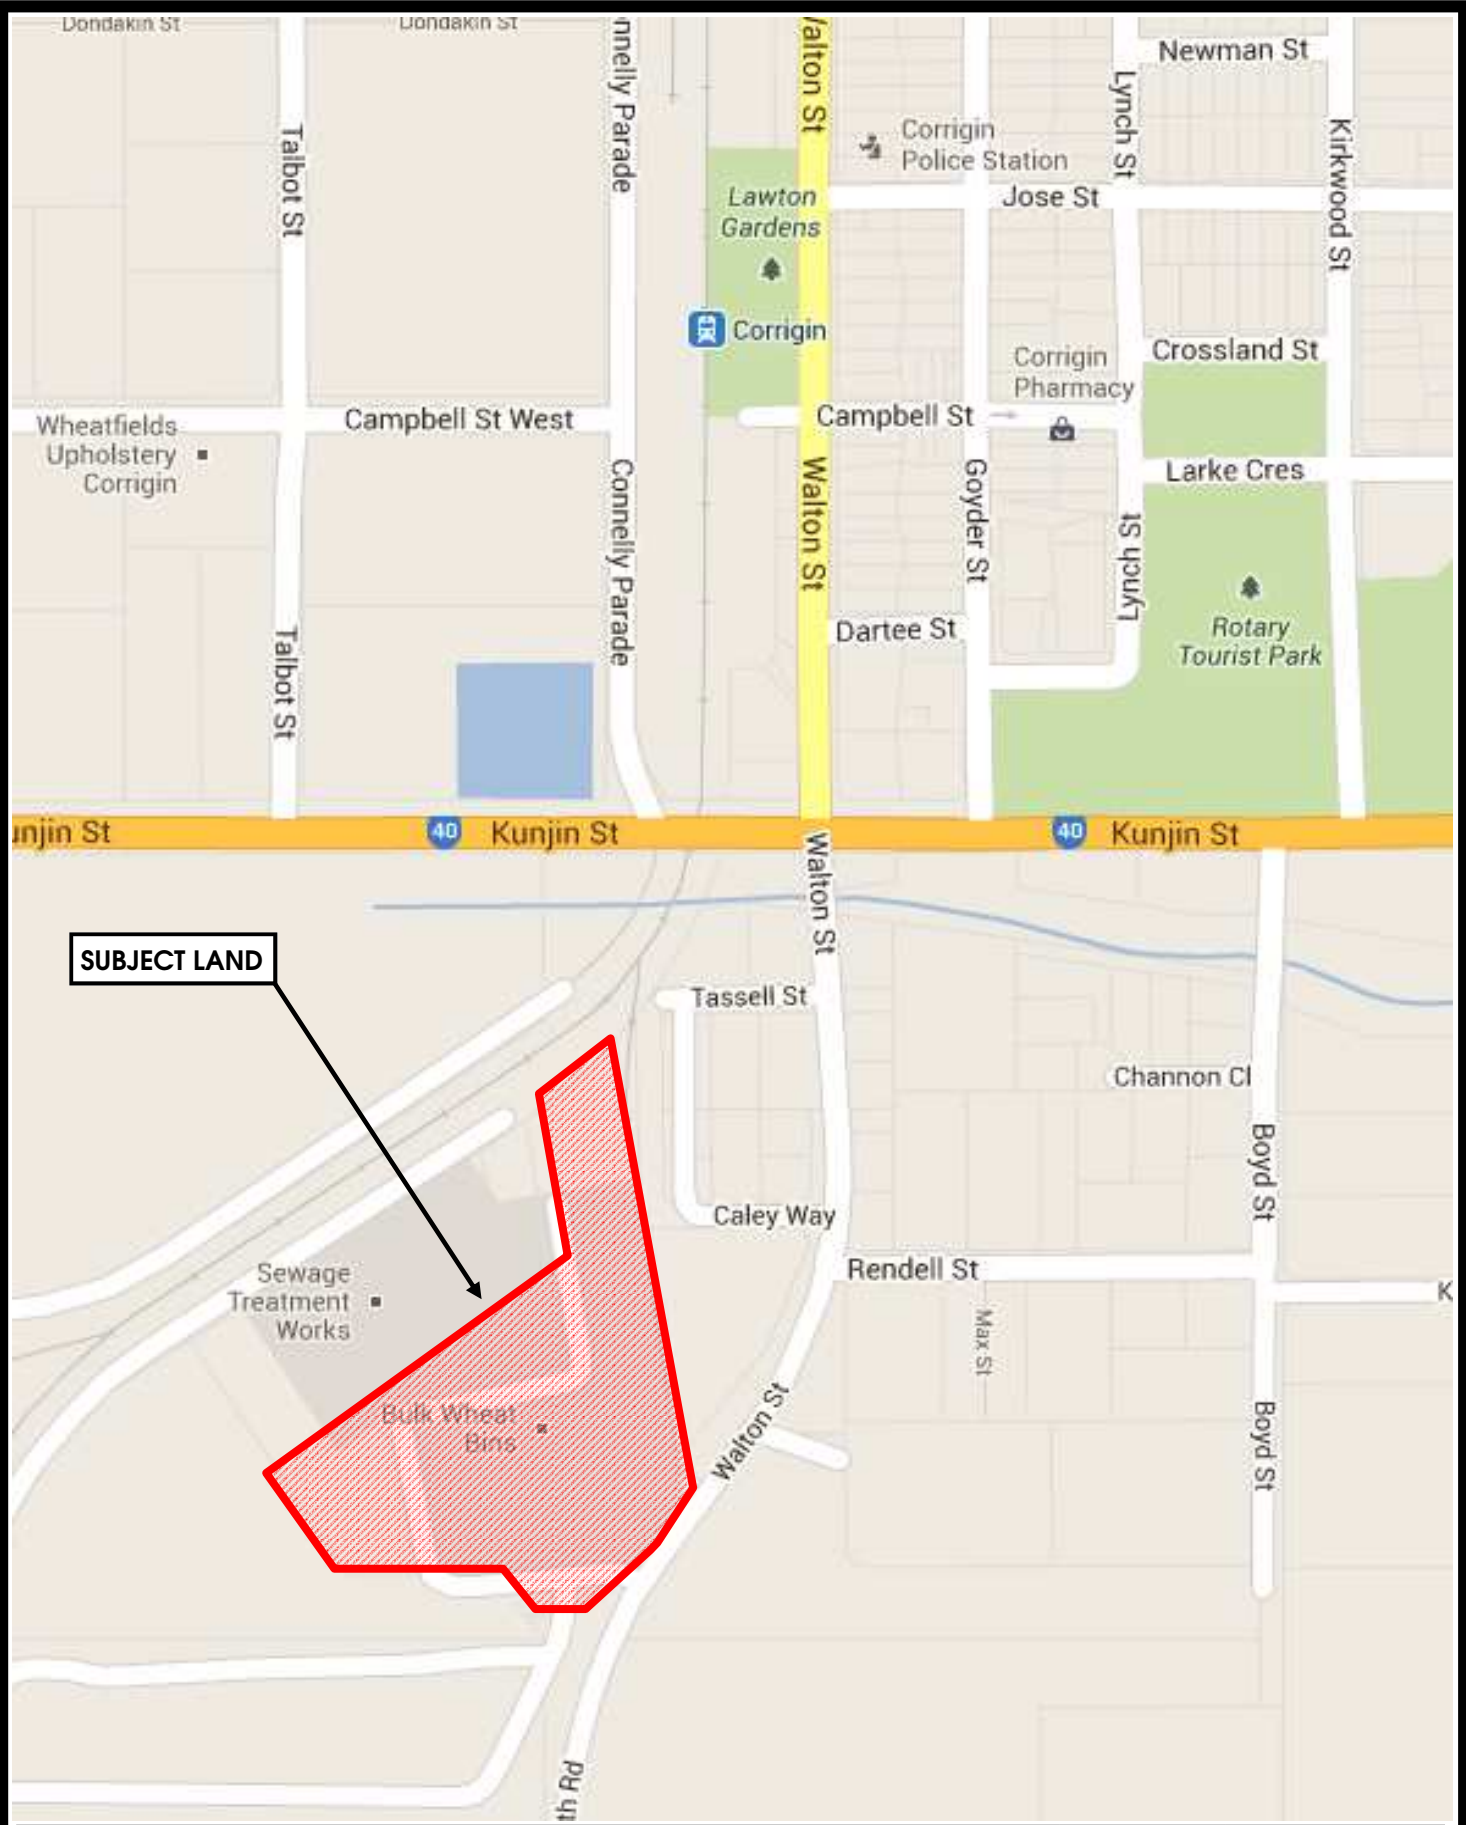 Dondakin St
Dondakin St
Newman St
Walton St
nnelly Parade
Lynch St
Talbot St
Kirkwood St
Corrigin
Police Station
Lawton
Gardens
Jose St
Corrigin
Crossland St
Corrigin
Pharmacy
Wheatfields
Upholstery
Corrigin
Campbell St West
Campbell St
Larke Cres
Connelly Parade
Walton St
Goyder St
Lynch St
Dartee St
Rotary
Tourist Park
Talbot St
unjin St
40
Kunjin St
40
Kunjin St
Walton St
SUBJECT LAND
Tassell St
Channon Cl
Boyd St
Caley Way
Rendell St
Sewage
Treatment
Works
K
Max St
Bulk Wheat
Bins
Walton St
Boyd St
th Rd